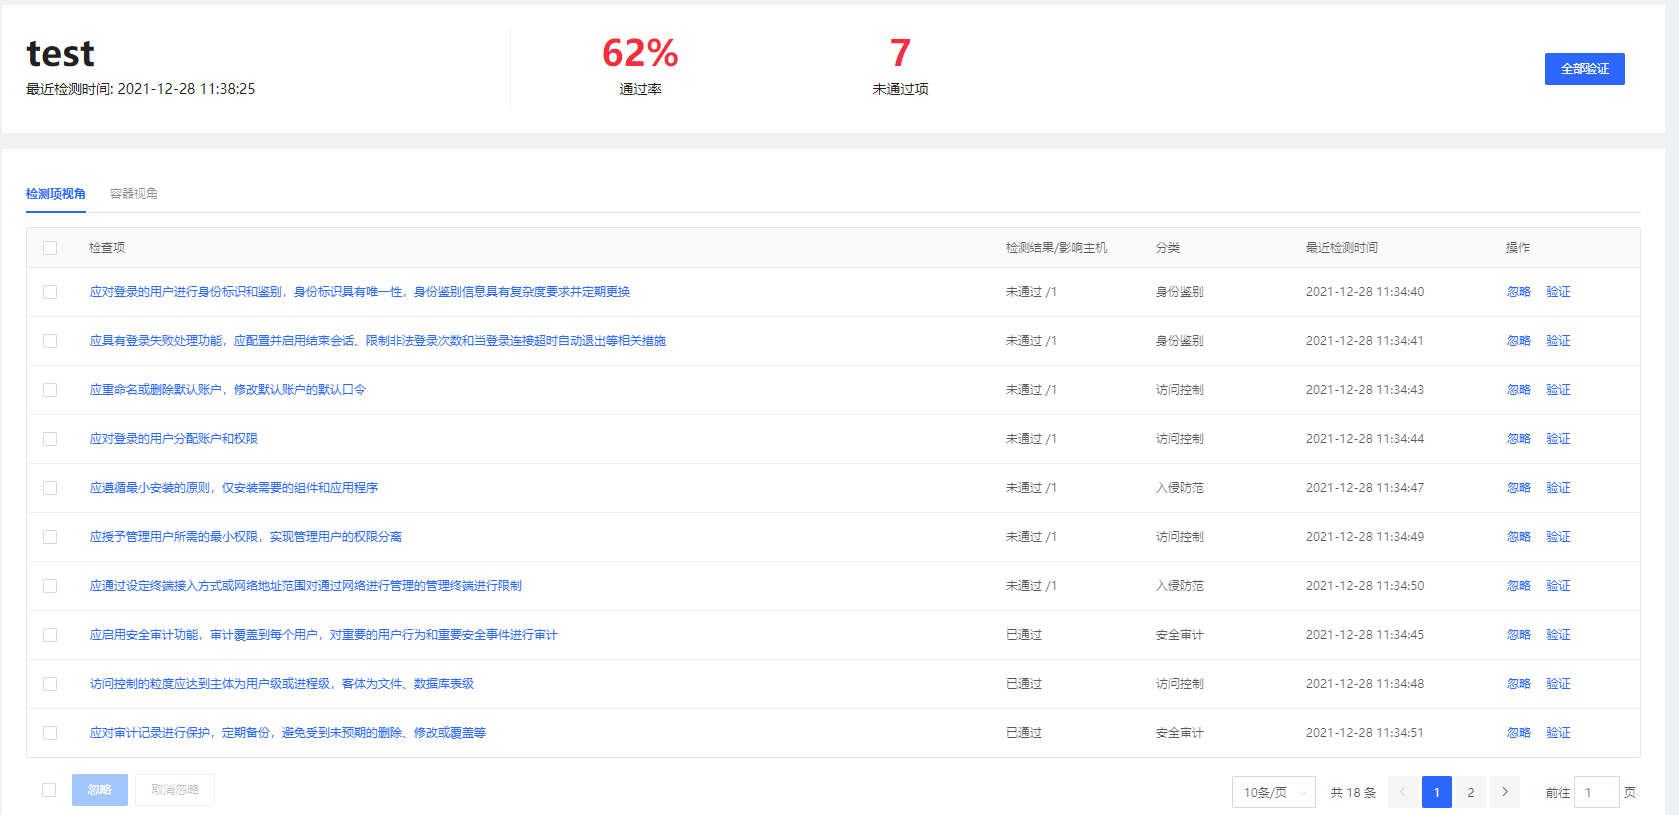 test
最近检测时间: 2021-12-28 11:38:25
62%
通过率
7
未通过项
全部验证
检测项视角 容器视角
检查项 检测结果/影响主机 分类 最近检测时间 操作
应对登录的用户进行身份标识和鉴别，身份标识具有唯一性，身份鉴别信息具有复杂度要求并定期更换 未通过 /1 身份鉴别 2021-12-28 11:34:40 忽略 验证
应具有登录失败处理功能，应配置并启用结束会话、限制非法登录次数和当登录连接超时自动退出等相关措施 未通过 /1 身份鉴别 2021-12-28 11:34:41 忽略 验证
应重命名或删除默认账户，修改默认账户的默认口令 未通过 /1 访问控制 2021-12-28 11:34:43 忽略 验证
应对登录的用户分配账户和权限 未通过 /1 访问控制 2021-12-28 11:34:44 忽略 验证
应遵循最小安装的原则，仅安装需要的组件和应用程序 未通过 /1 入侵防范 2021-12-28 11:34:47 忽略 验证
应授予管理用户所需的最小权限，实现管理用户的权限分离 未通过 /1 访问控制 2021-12-28 11:34:49 忽略 验证
应通过设定终端接入方式或网络地址范围对通过网络进行管理的管理终端进行限制 未通过 /1 入侵防范 2021-12-28 11:34:50 忽略 验证
应启用安全审计功能，审计覆盖到每个用户，对重要的用户行为和重要安全事件进行审计 已通过 安全审计 2021-12-28 11:34:45 忽略 验证
访问控制的粒度应达到主体为用户级或进程级，客体为文件、数据库表级 已通过 访问控制 2021-12-28 11:34:48 忽略 验证
应对审计记录进行保护，定期备份，避免受到未预期的删除、修改或覆盖等 已通过 安全审计 2021-12-28 11:34:51 忽略 验证
忽略 取消忽略 10条/页 共 18 条 1 2 前往 1 页